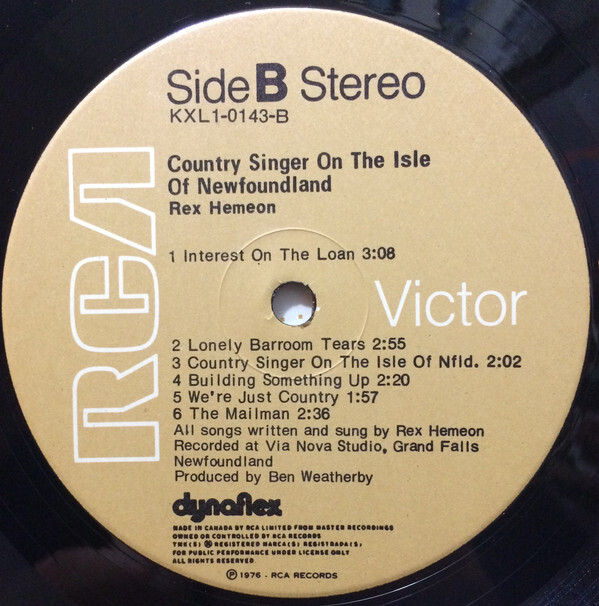 Side B Stereo
KXL1-0143-B
Country Singer On The Isle
Of Newfoundland
Rex Hemeon
1 Interest On The Loan 3:08
RCA
Victor
2 Lonely Barroom Tears 2:55
3 Country Singer On The Isle Of Nfld. 2:02
4 Building Something Up 2:20
5 We're Just Country 1:57
6 The Mailman 2:36
All songs written and sung by Rex Hemeon
Recorded at Via Nova Studio, Grand Falls
Newfoundland
Produced by Ben Weatherby
dynaflex
MADE IN CANADA BY RCA LIMITED FROM MASTER RECORDINGS
OWNED OR CONTROLLED BY RCA RECORDS
TMK(S) ® REGISTERED MARCA(S) REGISTRADA(S)
FOR PUBLIC PERFORMANCE UNDER LICENSE ONLY
ALL RIGHTS RESERVED.
℗ 1976 - RCA RECORDS